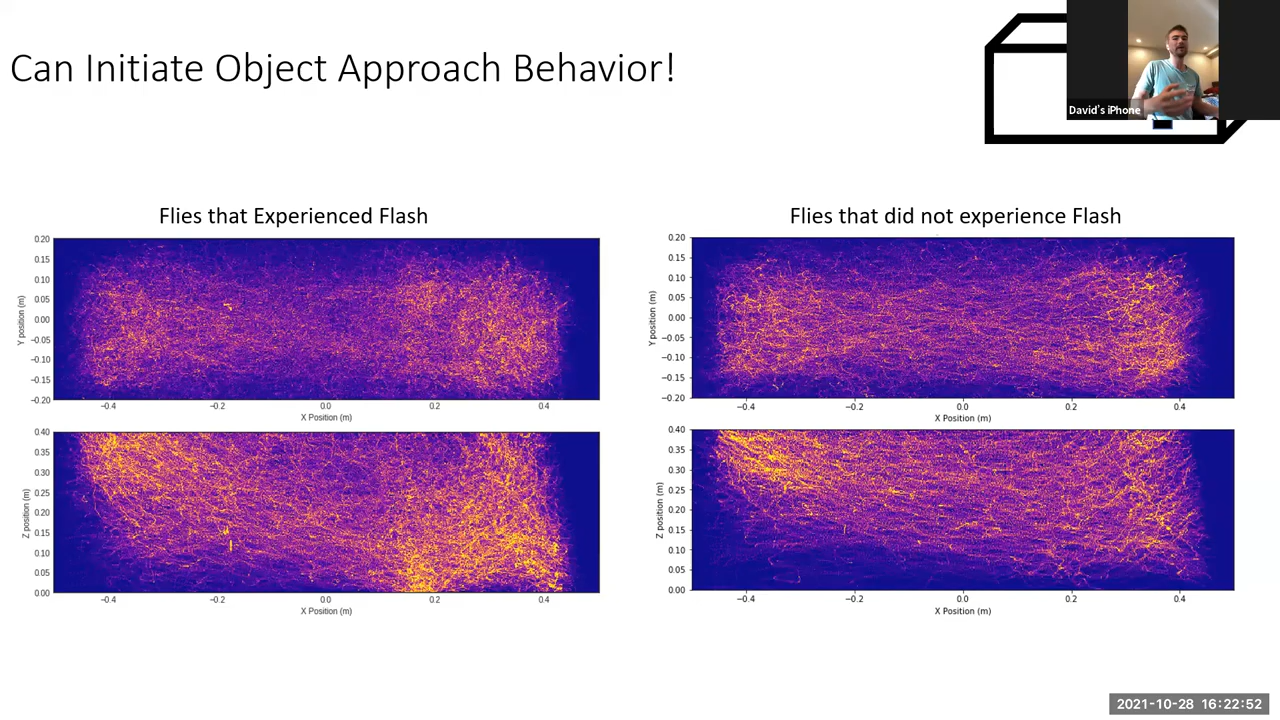 Can Initiate Object Approach Behavior!
David's iPhone
Flies that Experienced Flash
0.20
0.15
0.10
0.05
0.00
−0.05
−0.10
−0.15
−0.20
Y position (m)
−0.4 −0.2 0.0 0.2 0.4
X Position (m)
0.40
0.35
0.30
0.25
0.20
0.15
0.10
0.05
0.00
Z position (m)
−0.4 −0.2 0.0 0.2 0.4
X Position (m)
Flies that did not experience Flash
0.20
0.15
0.10
0.05
0.00
−0.05
−0.10
−0.15
−0.20
Y position (m)
−0.4 −0.2 0.0 0.2 0.4
X Position (m)
0.40
0.35
0.30
0.25
0.20
0.15
0.10
0.05
0.00
Z position (m)
−0.4 −0.2 0.0 0.2 0.4
X Position (m)
2021-10-28 16:22:52